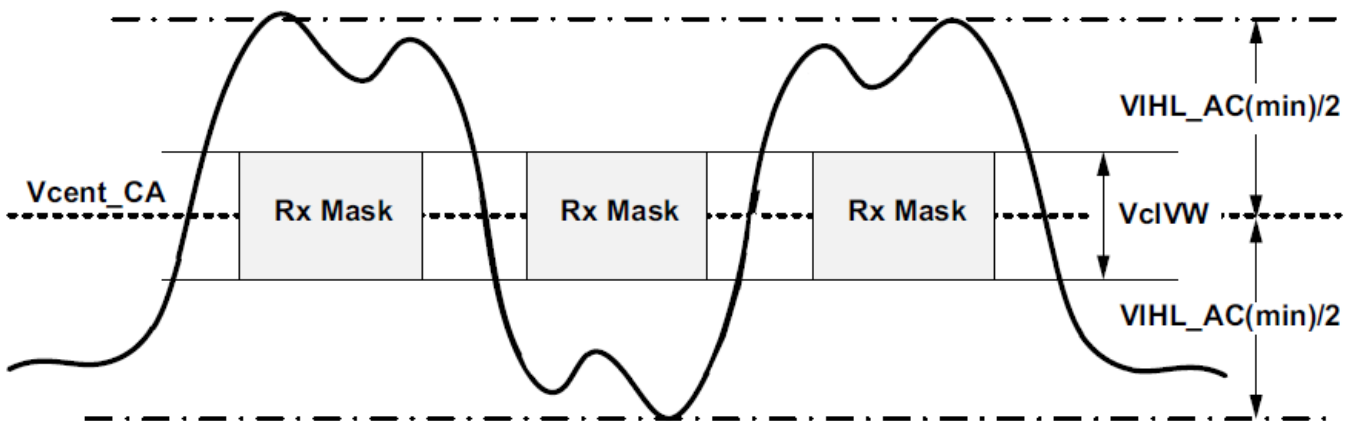 VIHL_AC(min)/2
Vcent_CA
Rx Mask
Rx Mask
Rx Mask
VcIVW
VIHL_AC(min)/2